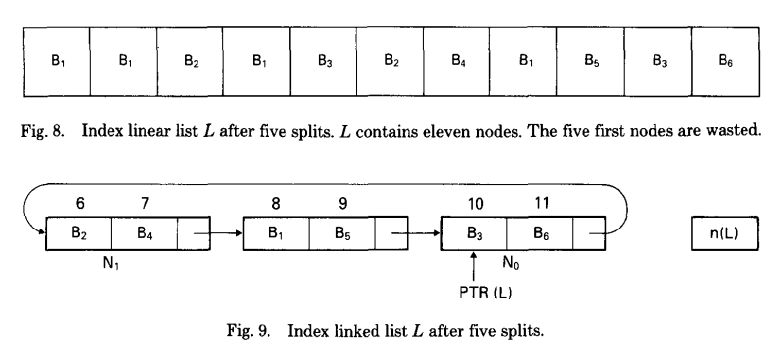 B₁ B₁ B₂ B₁ B₃ B₂ B₄ B₁ B₅ B₃ B₆
Fig. 8. Index linear list L after five splits. L contains eleven nodes. The five first nodes are wasted.
6 7 8 9 10 11
B₂ B₄ B₁ B₅ B₃ B₆ n(L)
N₁ N₀
PTR (L)
Fig. 9. Index linked list L after five splits.